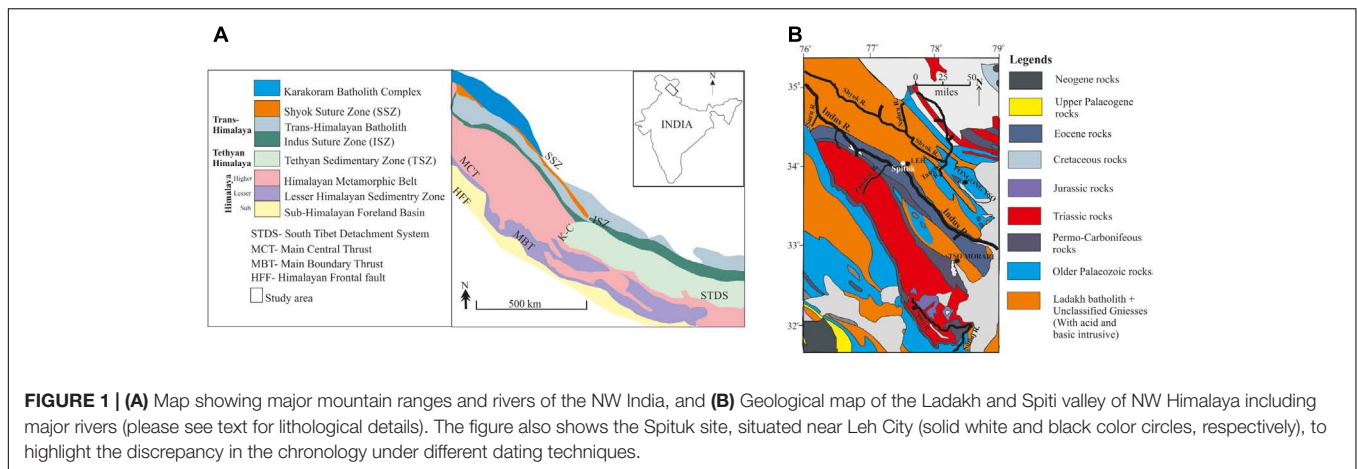 A
Karakoram Batholith Complex
Shyok Suture Zone (SSZ)
Trans-
Himalaya
Trans-Himalayan Batholith
Indus Suture Zone (ISZ)
Tethyan
Himalaya
Tethyan Sedimentary Zone (TSZ)
Himalaya
Higher
Himalayan Metamorphic Belt
Lesser
Lesser Himalayan Sedimentry Zone
Sub
Sub-Himalayan Foreland Basin
STDS- South Tibet Detachment System
MCT- Main Central Thrust
MBT- Main Boundary Thrust
HFF- Himalayan Frontal fault
Study area
N
INDIA
SSZ
MCT
HFF
ISZ
K-C
MBT
STDS
N
500 km
B
76°
77°
78°
79°
35°
34°
33°
32°
0 25 50
miles
N
Shyok R.
Nubra R.
Suru R.
Indus R.
Shyok R.
LEH
Spituk
PONGONG TSO
Zanskar R.
Indus R.
TSO MORARI
Legends
Neogene rocks
Upper Palaeogene
rocks
Eocene rocks
Cretaceous rocks
Jurassic rocks
Triassic rocks
Permo-Carbonifeous
rocks
Older Palaeozoic rocks
Ladakh batholith +
Unclassified Gniesses
(With acid and
basic intrusive)
FIGURE 1 | (A) Map showing major mountain ranges and rivers of the NW India, and (B) Geological map of the Ladakh and Spiti valley of NW Himalaya including
major rivers (please see text for lithological details). The figure also shows the Spituk site, situated near Leh City (solid white and black color circles, respectively), to
highlight the discrepancy in the chronology under different dating techniques.